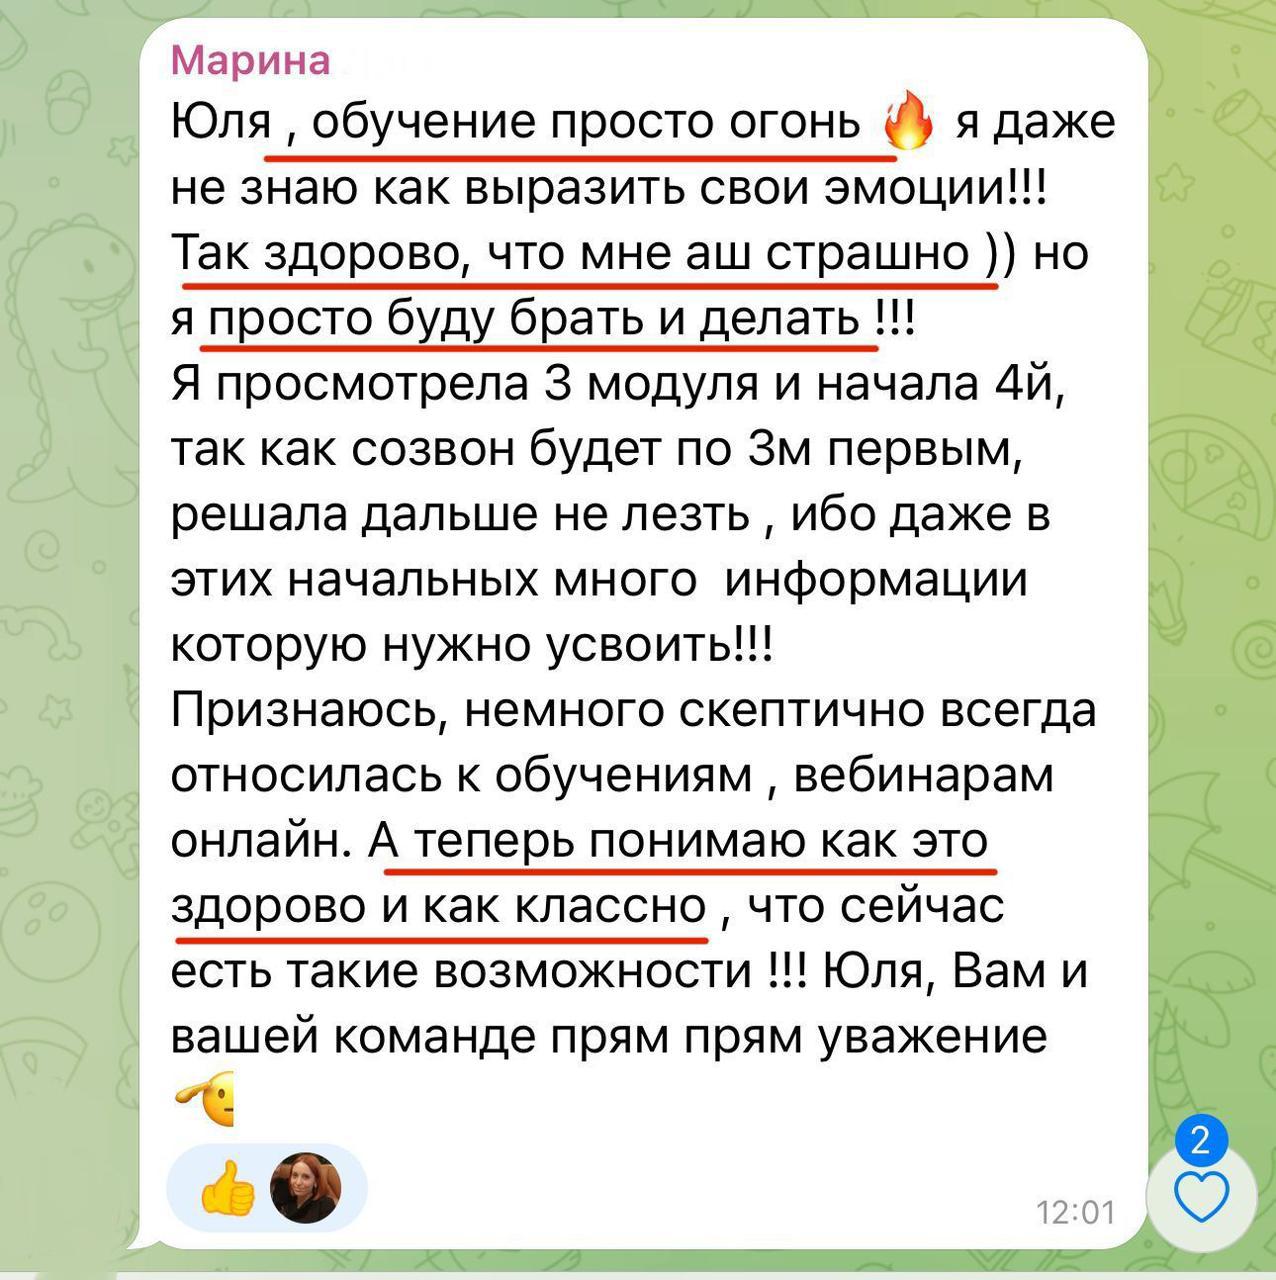 Марина
Юля , обучение просто огонь 🔥 я даже
не знаю как выразить свои эмоции!!!
Так здорово, что мне аш страшно )) но
я просто буду брать и делать !!!
Я просмотрела 3 модуля и начала 4й,
так как созвон будет по 3м первым,
решала дальше не лезть , ибо даже в
этих начальных много  информации
которую нужно усвоить!!!
Признаюсь, немного скептично всегда
относилась к обучениям , вебинарам
онлайн. А теперь понимаю как это
здорово и как классно , что сейчас
есть такие возможности !!! Юля, Вам и
вашей команде прям прям уважение
🫡
👍
12:01
2